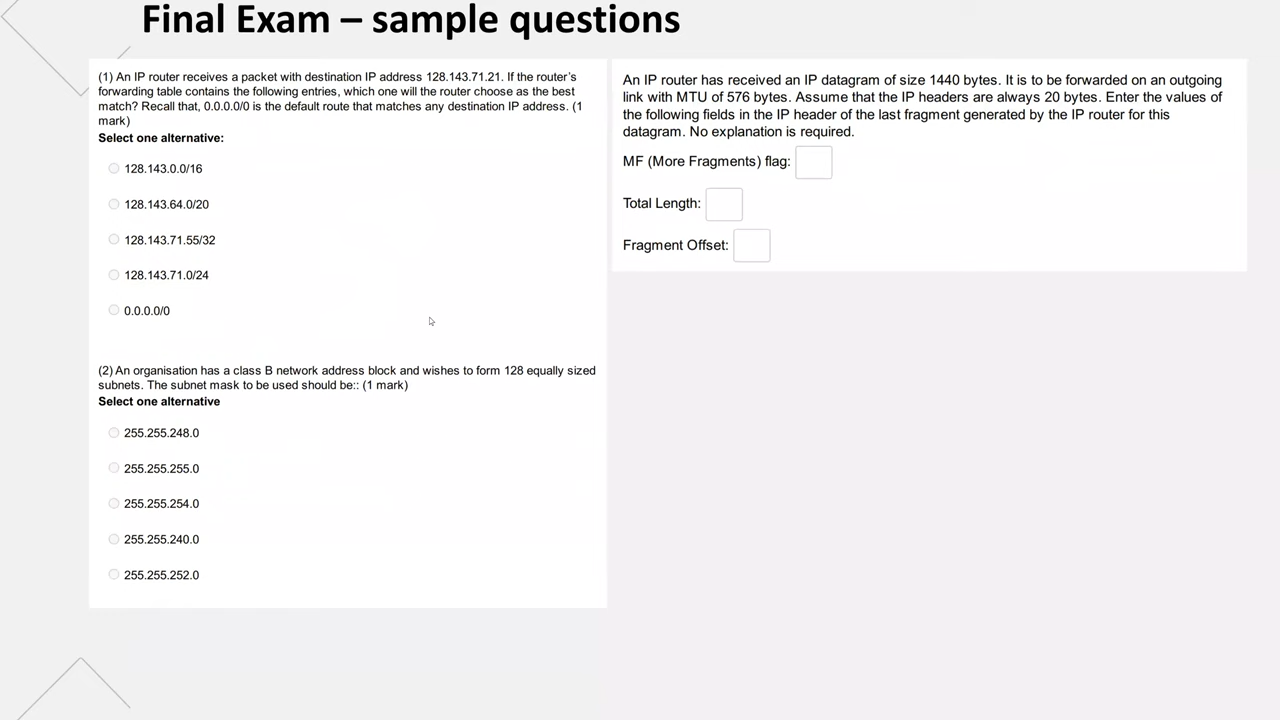 Final Exam – sample questions
(1) An IP router receives a packet with destination IP address 128.143.71.21. If the router's
forwarding table contains the following entries, which one will the router choose as the best
match? Recall that, 0.0.0.0/0 is the default route that matches any destination IP address. (1
mark)
Select one alternative:
128.143.0.0/16
128.143.64.0/20
128.143.71.55/32
128.143.71.0/24
0.0.0.0/0
(2) An organisation has a class B network address block and wishes to form 128 equally sized
subnets. The subnet mask to be used should be:: (1 mark)
Select one alternative
255.255.248.0
255.255.255.0
255.255.254.0
255.255.240.0
255.255.252.0
An IP router has received an IP datagram of size 1440 bytes. It is to be forwarded on an outgoing
link with MTU of 576 bytes. Assume that the IP headers are always 20 bytes. Enter the values of
the following fields in the IP header of the last fragment generated by the IP router for this
datagram. No explanation is required.
MF (More Fragments) flag:
Total Length:
Fragment Offset: